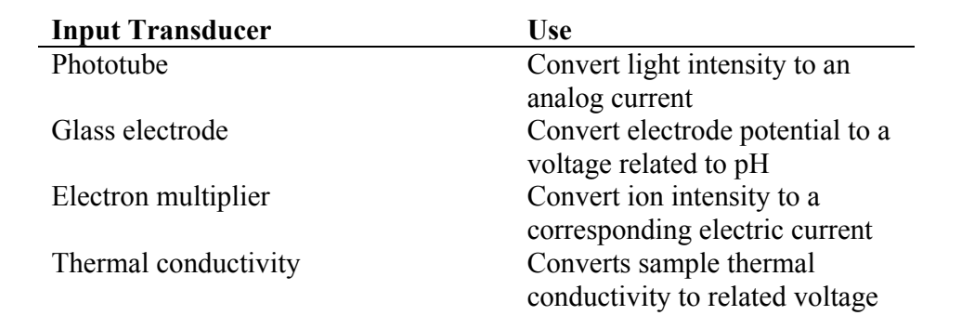 Input Transducer Use
Phototube Convert light intensity to an
analog current
Glass electrode Convert electrode potential to a
voltage related to pH
Electron multiplier Convert ion intensity to a
corresponding electric current
Thermal conductivity Converts sample thermal
conductivity to related voltage